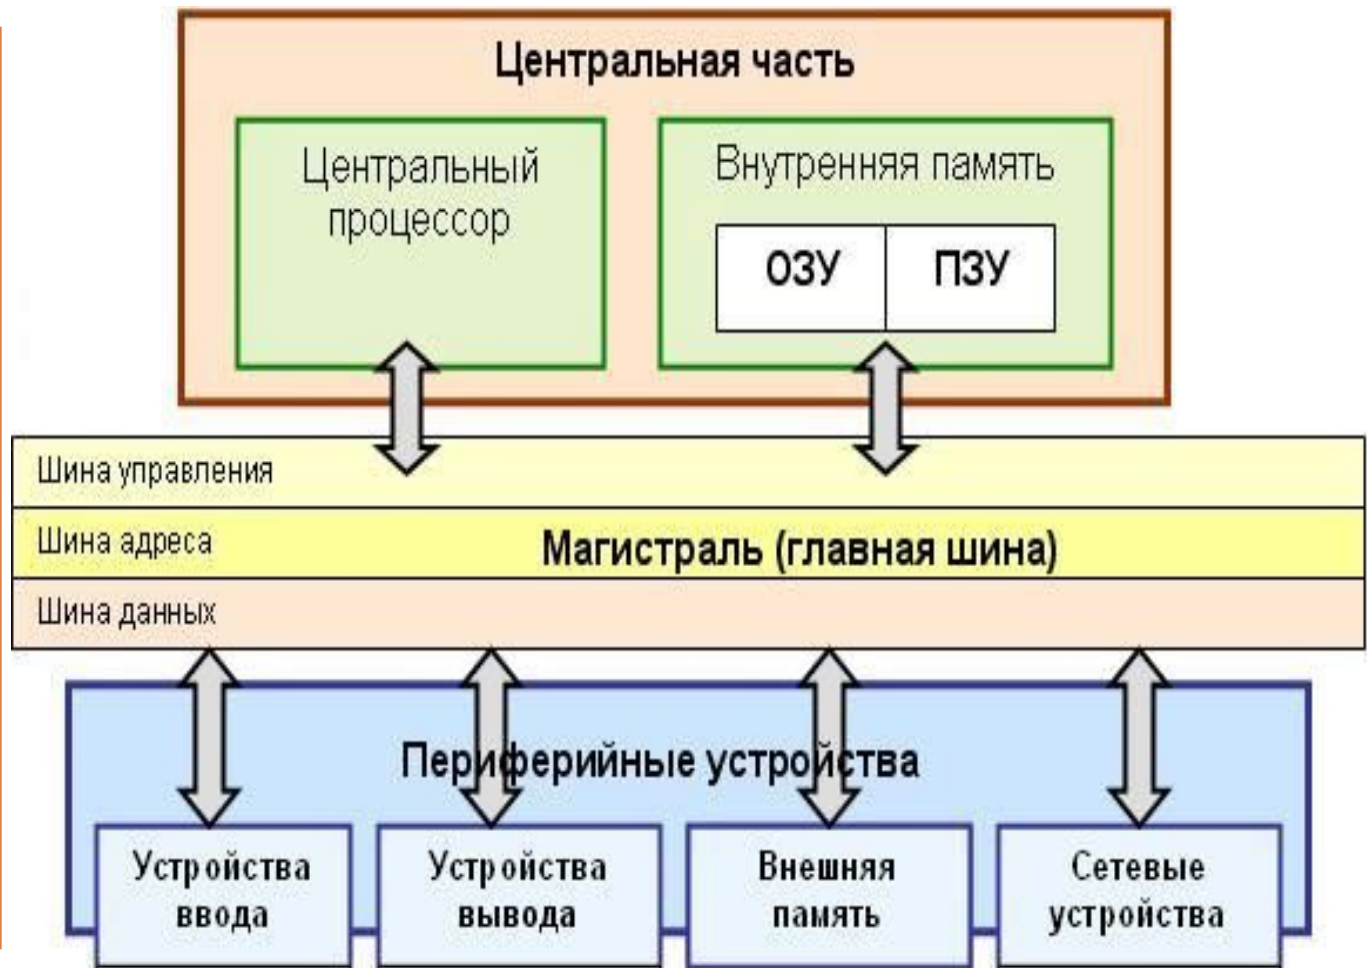 Центральная часть
Центральный
процессор
Внутренняя память
ОЗУ
ПЗУ
Шина управления
Шина адреса
Магистраль (главная шина)
Шина данных
Периферийные устройства
Устройства
ввода
Устройства
вывода
Внешняя
память
Сетевые
устройства